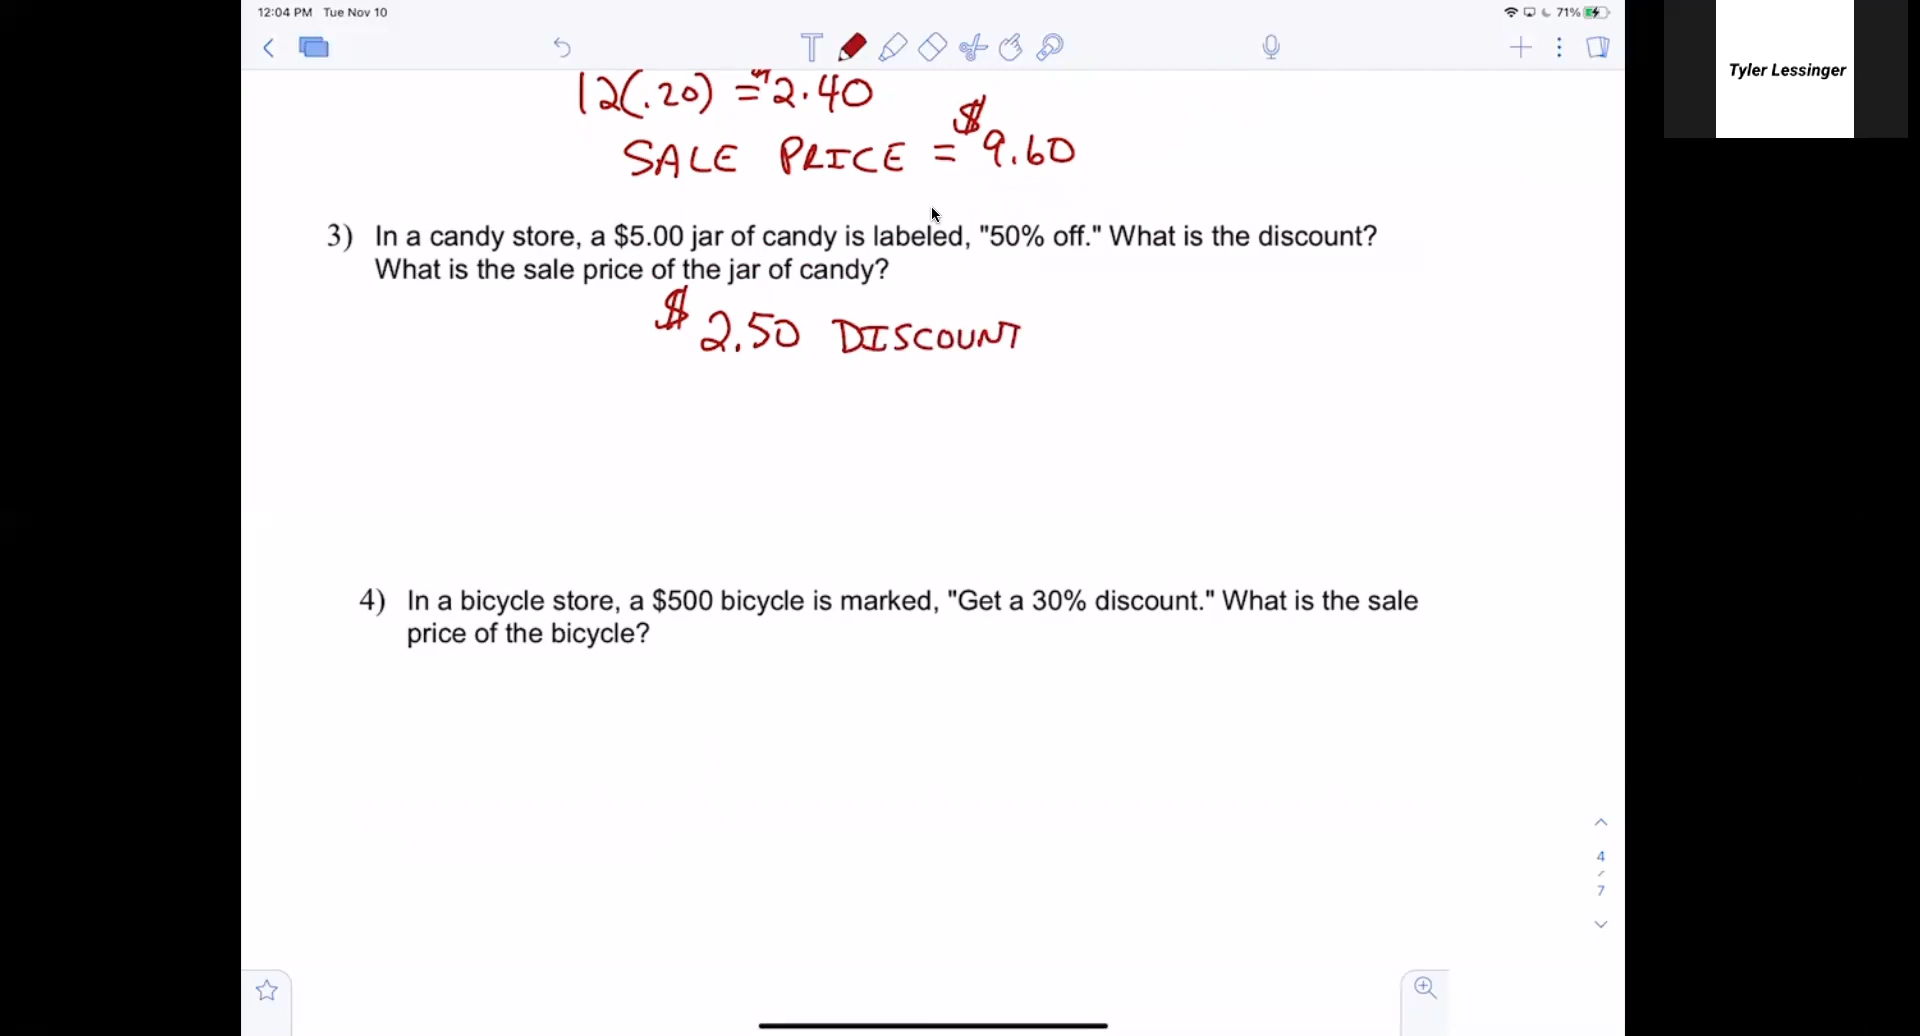 12:04 PM Tue Nov 10
71%
Tyler Lessinger
12(.20) = $2.40
SALE PRICE = $9.60
3) In a candy store, a $5.00 jar of candy is labeled, "50% off." What is the discount?
What is the sale price of the jar of candy?
$2.50 DISCOUNT
4) In a bicycle store, a $500 bicycle is marked, "Get a 30% discount." What is the sale
price of the bicycle?
4
/
7